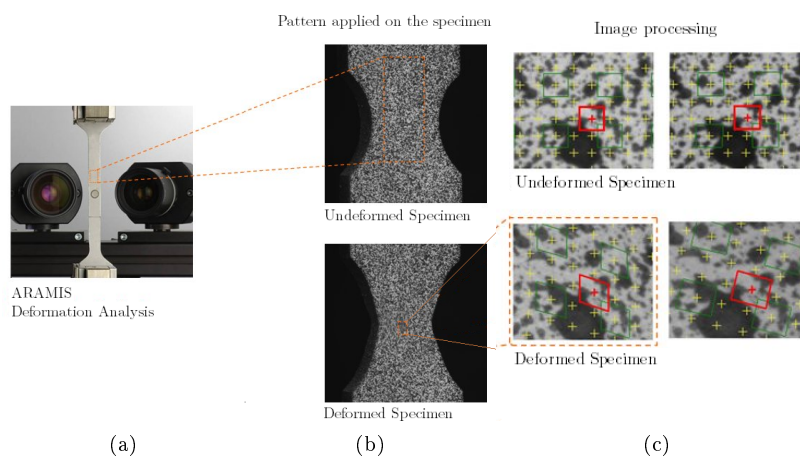 Pattern applied on the specimen
Image processing
Undeformed Specimen
Undeformed Specimen
ARAMIS
Deformation Analysis
Deformed Specimen
Deformed Specimen
(a)
(b)
(c)